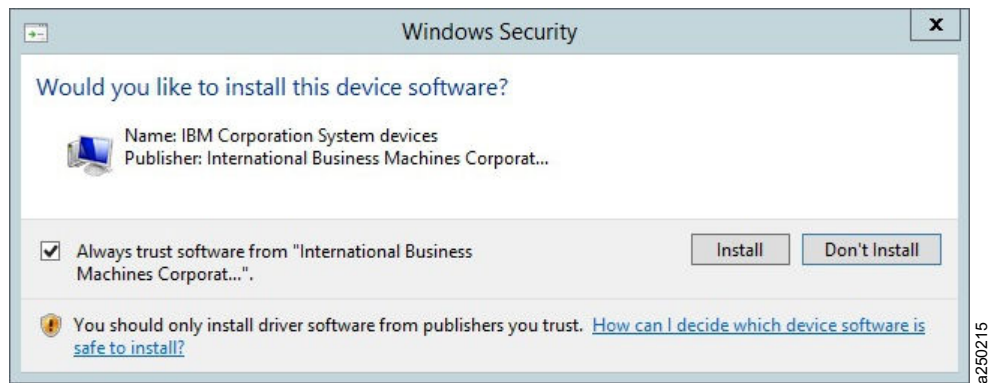 Windows Security
x
Would you like to install this device software?
Name: IBM Corporation System devices
Publisher: International Business Machines Corporat...
Always trust software from "International Business
Machines Corporat...".
Install
Don't Install
You should only install driver software from publishers you trust. How can I decide which device software is
safe to install?
a250215